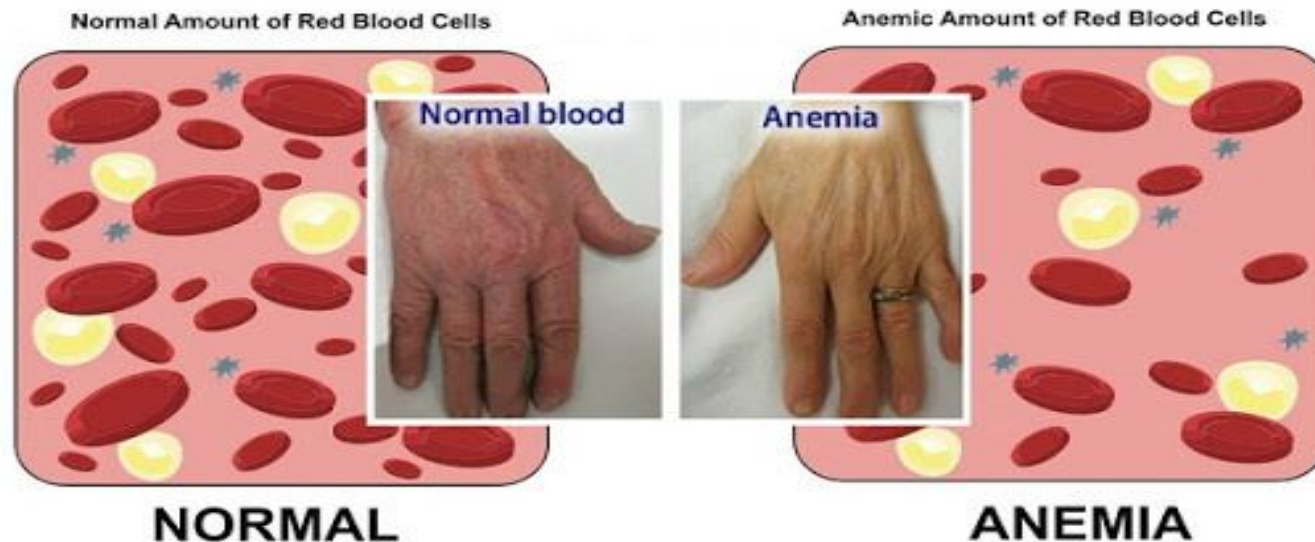 Normal Amount of Red Blood Cells
Anemic Amount of Red Blood Cells
Normal blood
Anemia
NORMAL
ANEMIA